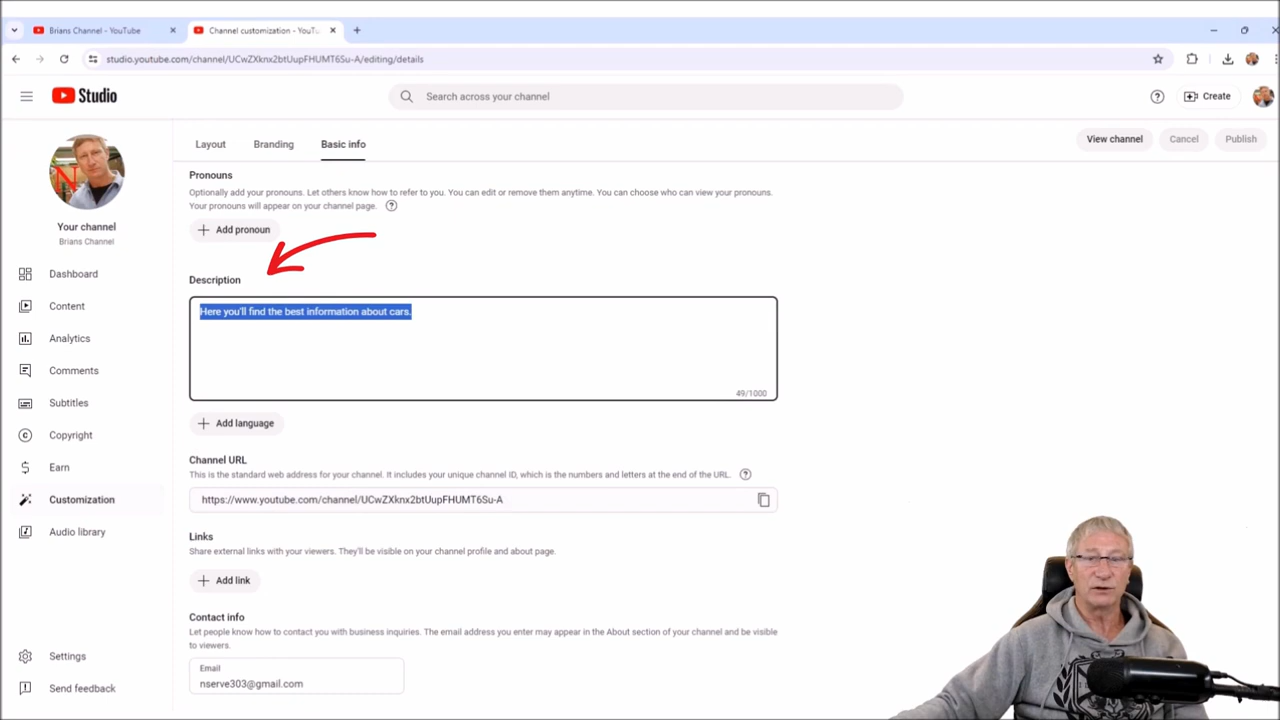 Brians Channel - YouTube
Channel customization - YouTu
studio.youtube.com/channel/UCwZXknx2btUupFHUMT6Su-A/editing/details
Studio
Search across your channel
Create
Layout
Branding
Basic info
View channel
Cancel
Publish
Your channel
Brians Channel
Dashboard
Content
Analytics
Comments
Subtitles
Copyright
Earn
Customization
Audio library
Settings
Send feedback
Pronouns
Optionally add your pronouns. Let others know how to refer to you. You can edit or remove them anytime. You can choose who can view your pronouns.
Your pronouns will appear on your channel page.
Add pronoun
Description
Here you'll find the best information about cars.
49/1000
Add language
Channel URL
This is the standard web address for your channel. It includes your unique channel ID, which is the numbers and letters at the end of the URL.
https://www.youtube.com/channel/UCwZXknx2btUupFHUMT6Su-A
Links
Share external links with your viewers. They'll be visible on your channel profile and about page.
Add link
Contact info
Let people know how to contact you with business inquiries. The email address you enter may appear in the About section of your channel and be visible
to viewers.
Email
nserve303@gmail.com
N